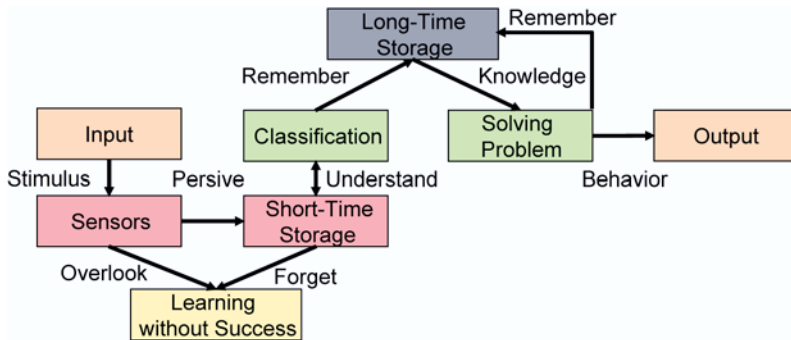 Long-Time
Storage
Remember
Remember
Knowledge
Input
Classification
Solving
Problem
Output
Stimulus
Persive
Understand
Behavior
Sensors
Short-Time
Storage
Overlook
Forget
Learning
without Success